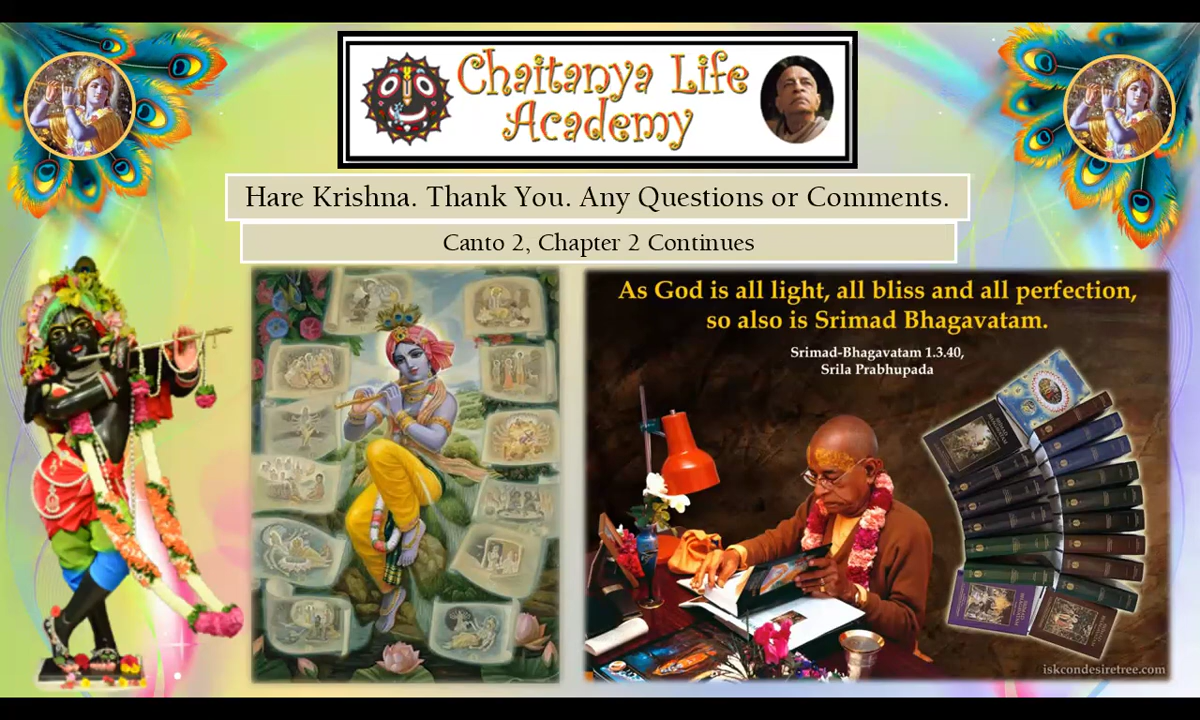 Chaitanya Life
Academy
Hare Krishna. Thank You. Any Questions or Comments.
Canto 2, Chapter 2 Continues
As God is all light, all bliss and all perfection,
so also is Srimad Bhagavatam.
Srimad-Bhagavatam 1.3.40,
Srila Prabhupada
iskcondesiretree.com